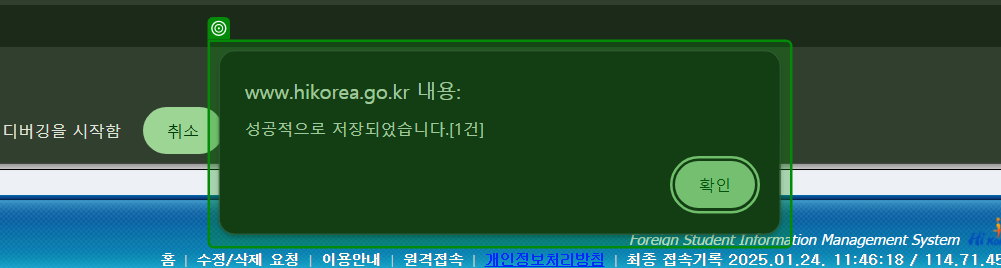 www.hikorea.go.kr 내용:
디버깅을 시작함 취소
성공적으로 저장되었습니다.[1건]
확인
Foreign Student Information Management System
홈 | 수정/삭제 요청 | 이용안내 | 원격접속 | 개인정보처리방침 | 최종 접속기록 2025.01.24. 11:46:18 / 114.71.45